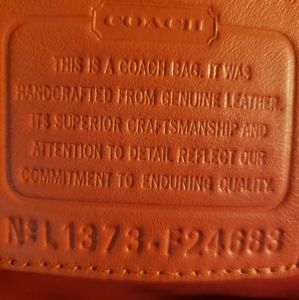 COACH
THIS IS A COACH BAG. IT WAS
HANDCRAFTED FROM GENUINE LEATHER.
ITS SUPERIOR CRAFTSMANSHIP AND
ATTENTION TO DETAIL REFLECT OUR
COMMITMENT TO ENDURING QUALITY.
Nº L1373-F24683